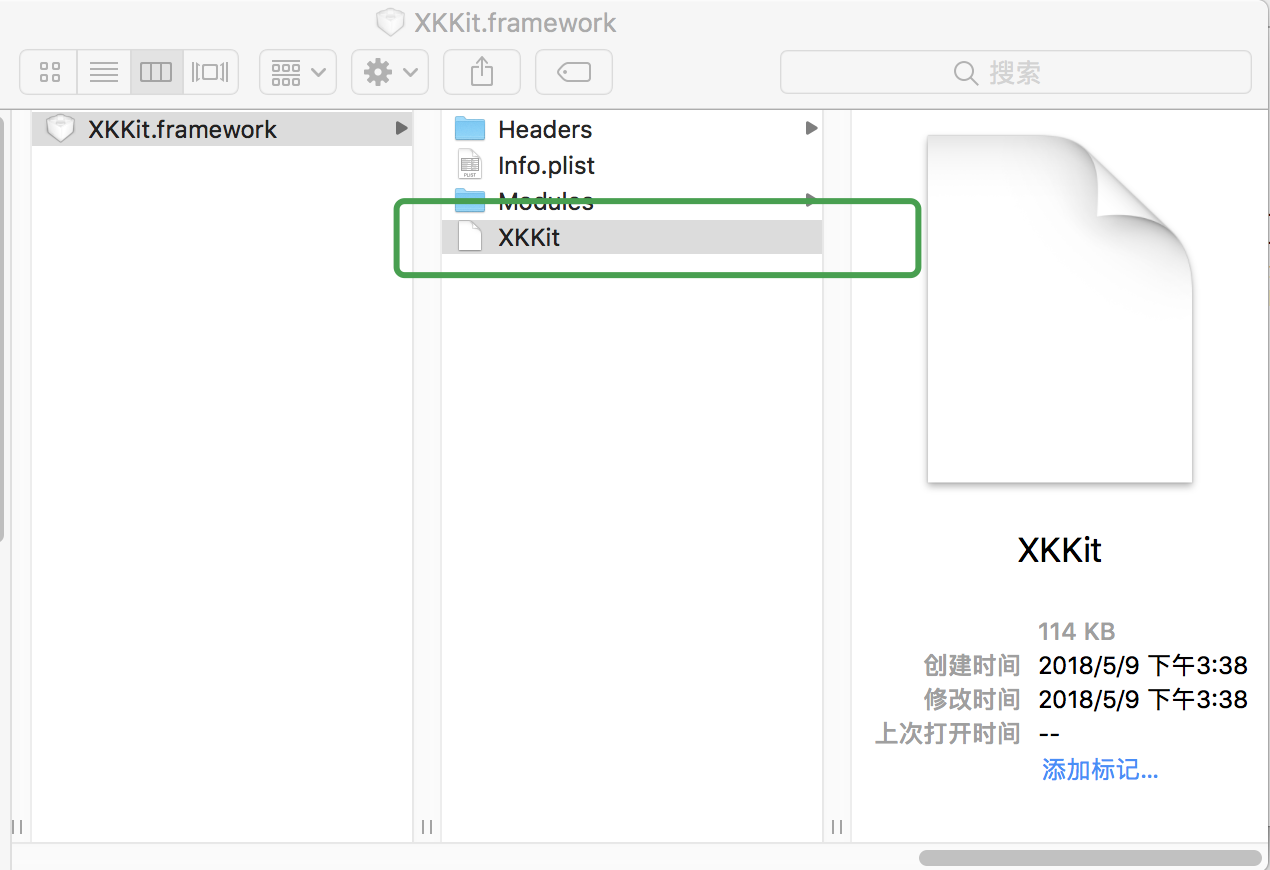 XKKit.framework
搜索
XKKit.framework
Headers
Info.plist
Modules
XKKit
PLIST
XKKit
114 KB
创建时间 2018/5/9 下午3:38
修改时间 2018/5/9 下午3:38
上次打开时间 --
添加标记...